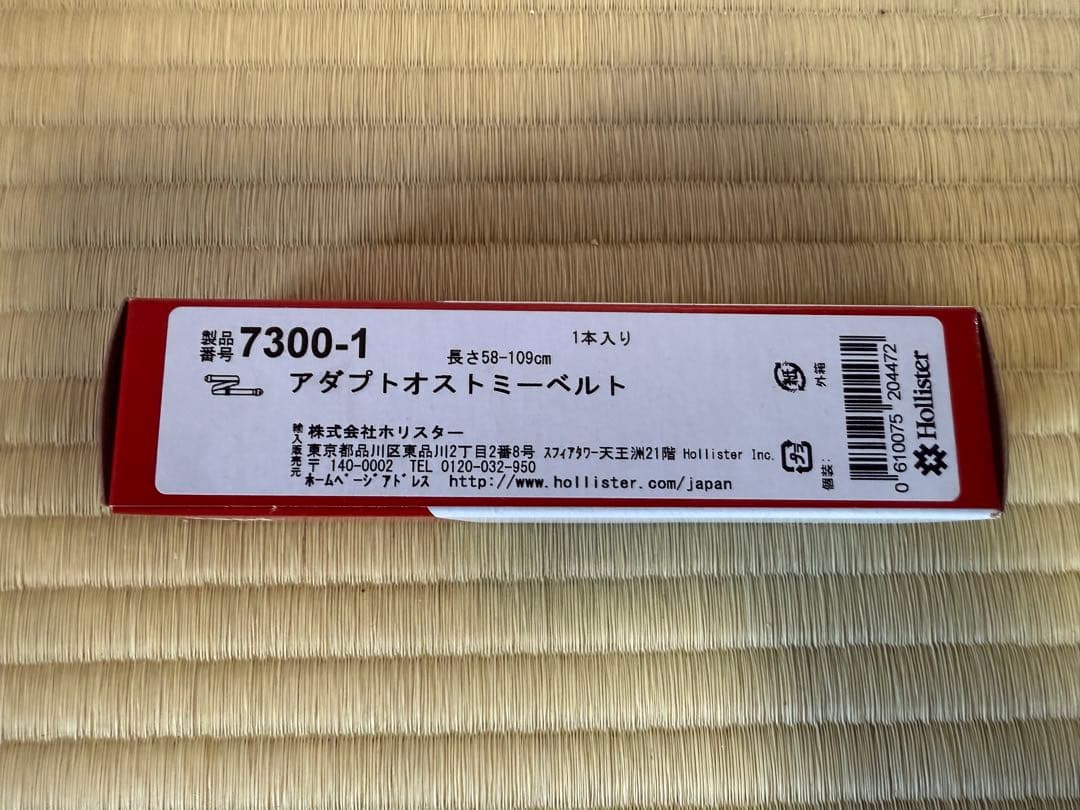 製品番号 7300-1
1本入り
長さ58-109cm
アダプトオストミーベルト
輸入販売元
株式会社ホリスター
東京都品川区東品川2丁目2番8号 スフィアタワー天王洲21階 Hollister Inc.
〒 140-0002 TEL 0120-032-950
ホームページアドレス http://www.hollister.com/japan
紙
外箱
プラ
個装:
0 610075 204472
Hollister